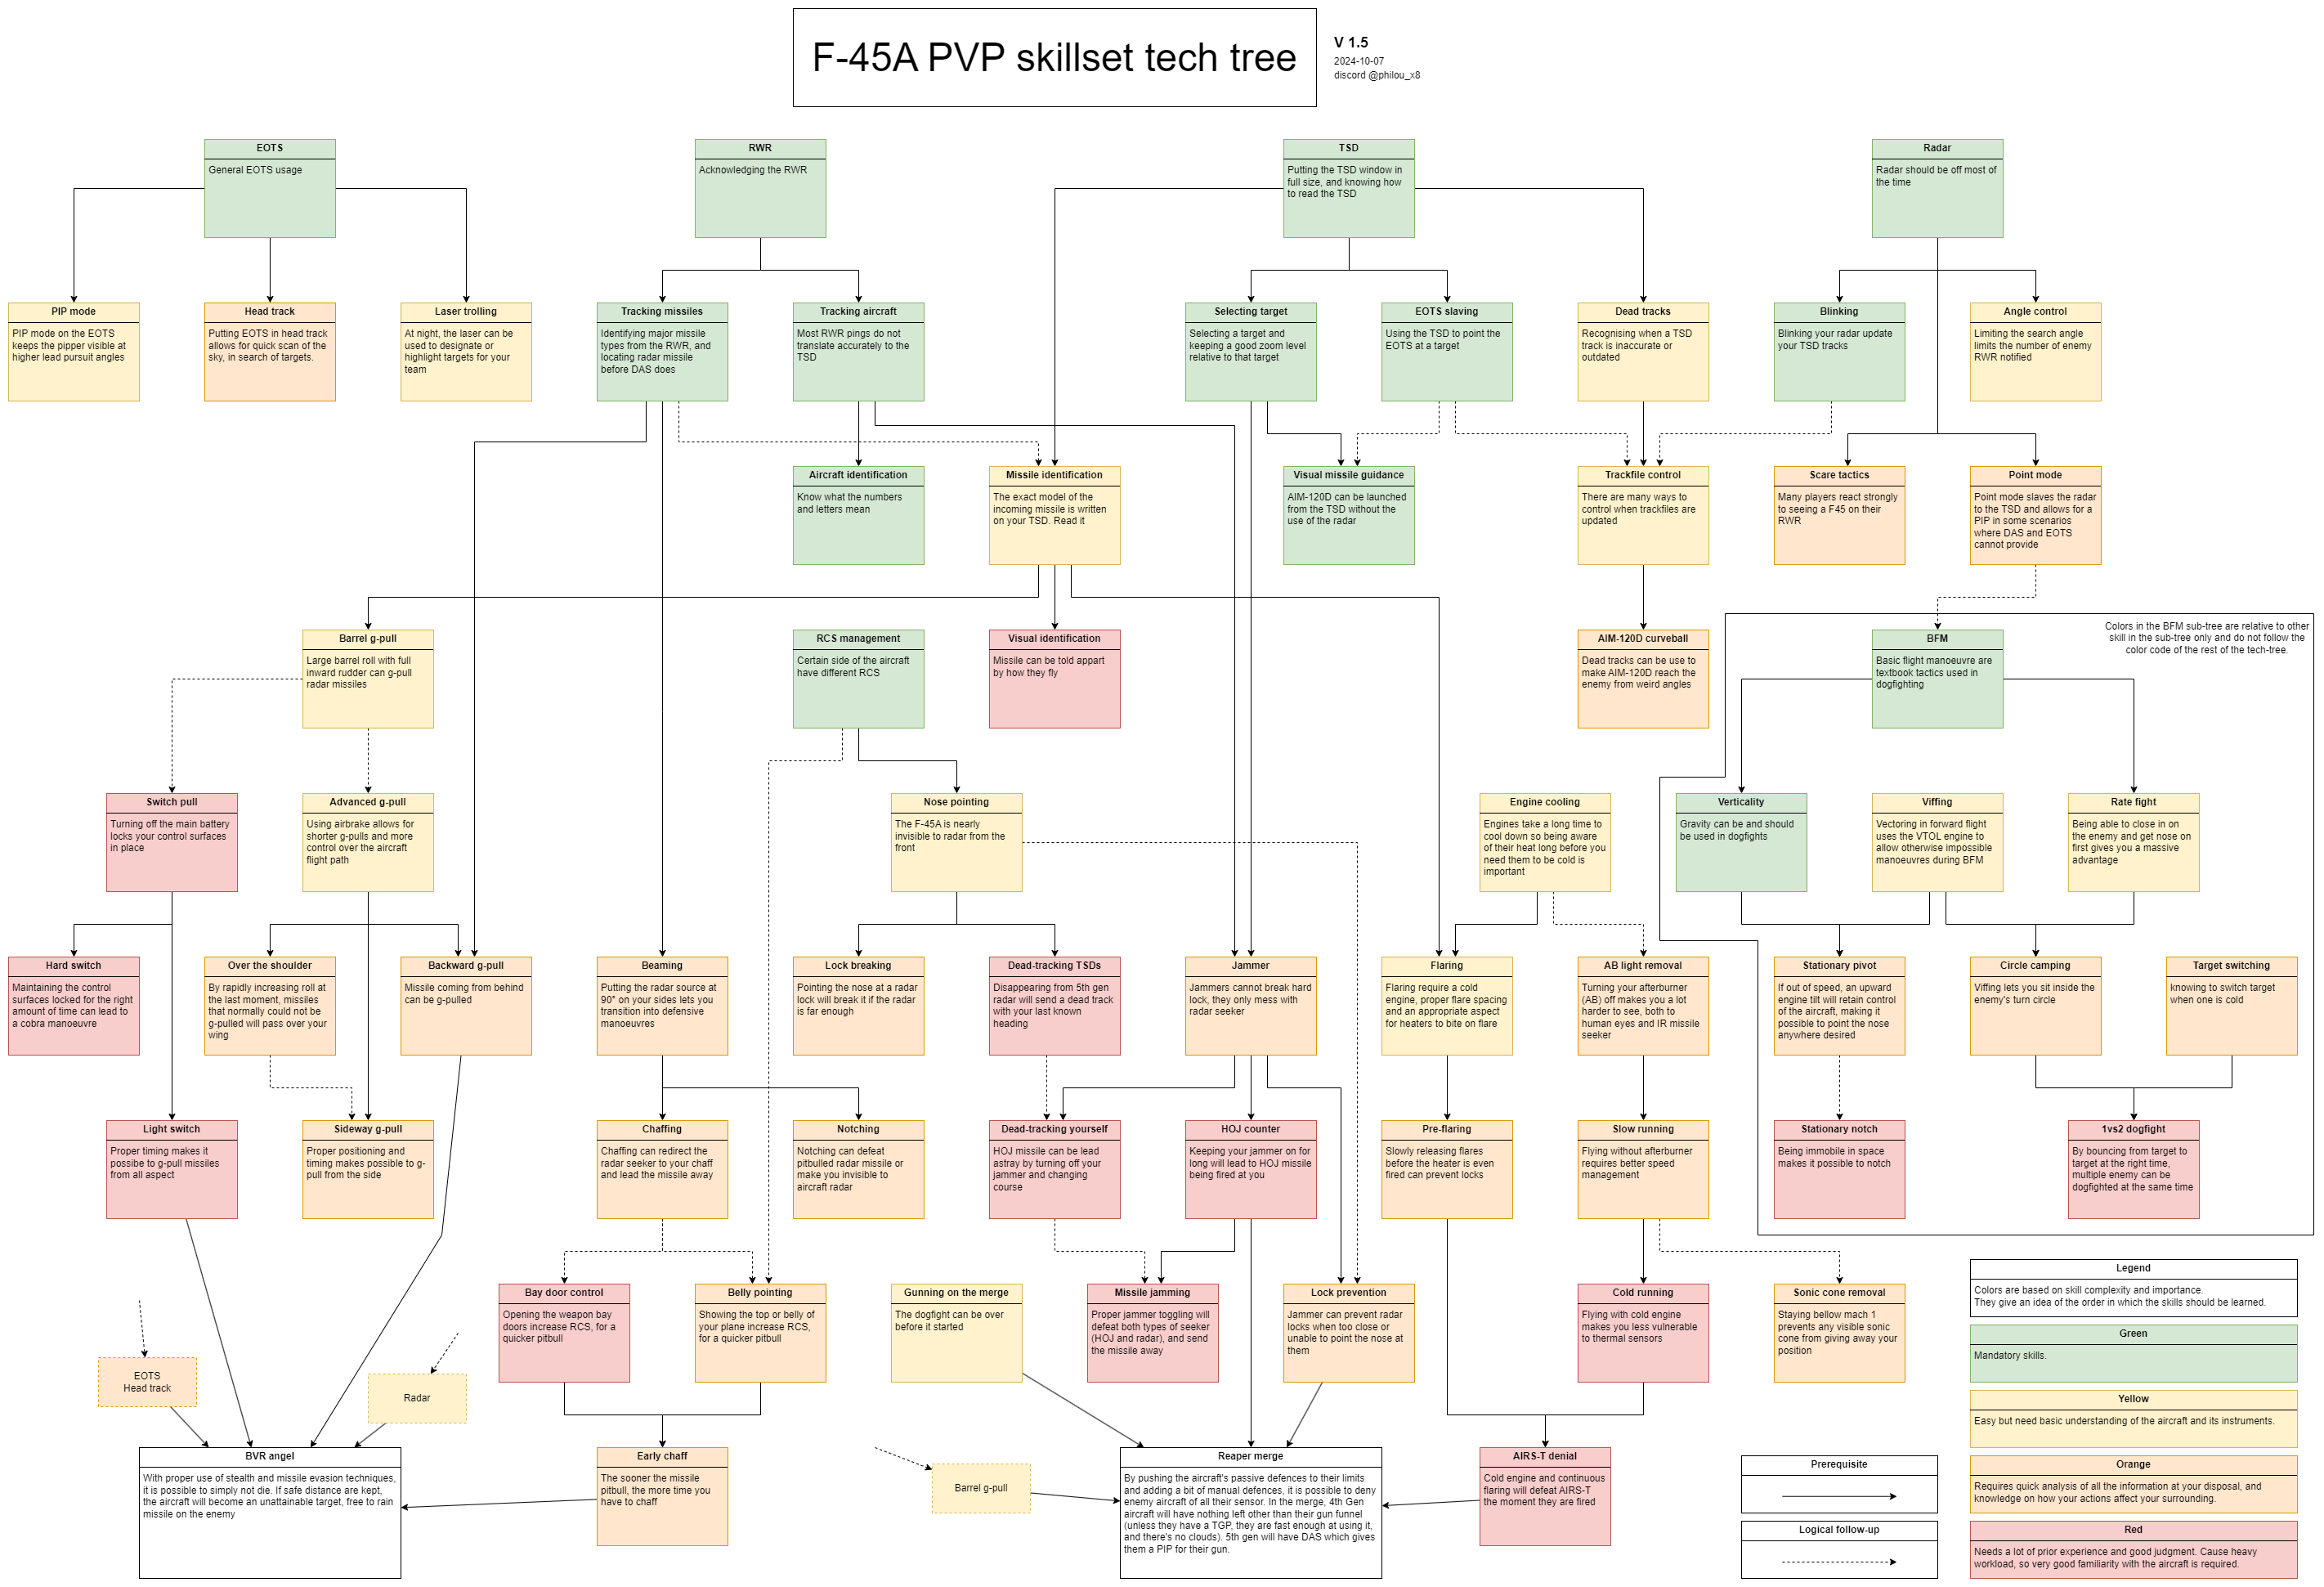 F-45A PVP skillset tech tree
V 1.5
2024-10-07
discord @philou_x8
EOTS
General EOTS usage
RWR
Acknowledging the RWR
TSD
Putting the TSD window in
full size, and knowing how
to read the TSD
Radar
Radar should be off most of
the time
PIP mode
PIP mode on the EOTS
keeps the pipper visible at
higher lead pursuit angles
Head track
Putting EOTS in head track
allows for quick scan of the
sky, in search of targets.
Laser trolling
At night, the laser can be
used to designate or
highlight targets for your
team
Tracking missiles
Identifying major missile
types from the RWR, and
locating radar missile
before DAS does
Tracking aircraft
Most RWR pings do not
translate accurately to the
TSD
Selecting target
Selecting a target and
keeping a good zoom level
relative to that target
EOTS slaving
Using the TSD to point the
EOTS at a target
Dead tracks
Recognising when a TSD
track is inaccurate or
outdated
Blinking
Blinking your radar update
your TSD tracks
Angle control
Limiting the search angle
limits the number of enemy
RWR notified
Aircraft identification
Know what the numbers
and letters mean
Missile identification
The exact model of the
incoming missile is written
on your TSD. Read it
Visual missile guidance
AIM-120D can be launched
from the TSD without the
use of the radar
Trackfile control
There are many ways to
control when trackfiles are
updated
Scare tactics
Many players react strongly
to seeing a F45 on their
RWR
Point mode
Point mode slaves the radar
to the TSD and allows for a
PIP in some scenarios
where DAS and EOTS
cannot provide
Barrel g-pull
Large barrel roll with full
inward rudder can g-pull
radar missiles
RCS management
Certain side of the aircraft
have different RCS
Visual identification
Missile can be told appart
by how they fly
AIM-120D curveball
Dead tracks can be use to
make AIM-120D reach the
enemy from weird angles
BFM
Basic flight manoeuvre are
textbook tactics used in
dogfighting
Colors in the BFM sub-tree are relative to other
skill in the sub-tree only and do not follow the
color code of the rest of the tech-tree.
Switch pull
Turning off the main battery
locks your control surfaces
in place
Advanced g-pull
Using airbrake allows for
shorter g-pulls and more
control over the aircraft
flight path
Nose pointing
The F-45A is nearly
invisible to radar from the
front
Engine cooling
Engines take a long time to
cool down so being aware
of their heat long before you
need them to be cold is
important
Verticality
Gravity can be and should
be used in dogfights
Viffing
Vectoring in forward flight
uses the VTOL engine to
allow otherwise impossible
manoeuvres during BFM
Rate fight
Being able to close in on
the enemy and get nose on
first gives you a massive
advantage
Hard switch
Maintaining the control
surfaces locked for the right
amount of time can lead to
a cobra manoeuvre
Over the shoulder
By rapidly increasing roll at
the last moment, missiles
that normally could not be
g-pulled will pass over your
wing
Backward g-pull
Missile coming from behind
can be g-pulled
Beaming
Putting the radar source at
90° on your sides lets you
transition into defensive
manoeuvres
Lock breaking
Pointing the nose at a radar
lock will break it if the radar
is far enough
Dead-tracking TSDs
Disappearing from 5th gen
radar will send a dead track
with your last known
heading
Jammer
Jammers cannot break hard
lock, they only mess with
radar seeker
Flaring
Flaring require a cold
engine, proper flare spacing
and an appropriate aspect
for heaters to bite on flare
AB light removal
Turning your afterburner
(AB) off makes you a lot
harder to see, both to
human eyes and IR missile
seeker
Stationary pivot
If out of speed, an upward
engine tilt will retain control
of the aircraft, making it
possible to point the nose
anywhere desired
Circle camping
Viffing lets you sit inside the
enemy's turn circle
Target switching
knowing to switch target
when one is cold
Light switch
Proper timing makes it
possibe to g-pull missiles
from all aspect
Sideway g-pull
Proper positioning and
timing makes possible to g-
pull from the side
Chaffing
Chaffing can redirect the
radar seeker to your chaff
and lead the missile away
Notching
Notching can defeat
pitbulled radar missile or
make you invisible to
aircraft radar
Dead-tracking yourself
HOJ missile can be lead
astray by turning off your
jammer and changing
course
HOJ counter
Keeping your jammer on for
long will lead to HOJ missile
being fired at you
Pre-flaring
Slowly releasing flares
before the heater is even
fired can prevent locks
Slow running
Flying without afterburner
requires better speed
management
Stationary notch
Being immobile in space
makes it possible to notch
1vs2 dogfight
By bouncing from target to
target at the right time,
multiple enemy can be
dogfighted at the same time
Bay door control
Opening the weapon bay
doors increase RCS, for a
quicker pitbull
Belly pointing
Showing the top or belly of
your plane increase RCS,
for a quicker pitbull
Gunning on the merge
The dogfight can be over
before it started
Missile jamming
Proper jammer toggling will
defeat both types of seeker
(HOJ and radar), and send
the missile away
Lock prevention
Jammer can prevent radar
locks when too close or
unable to point the nose at
them
Cold running
Flying with cold engine
makes you less vulnerable
to thermal sensors
Sonic cone removal
Staying bellow mach 1
prevents any visible sonic
cone from giving away your
position
Legend
Colors are based on skill complexity and importance.
They give an idea of the order in which the skills should be learned.
Green
Mandatory skills.
Yellow
Easy but need basic understanding of the aircraft and its instruments.
Orange
Requires quick analysis of all the information at your disposal, and
knowledge on how your actions affect your surrounding.
Red
Needs a lot of prior experience and good judgment. Cause heavy
workload, so very good familiarity with the aircraft is required.
EOTS
Head track
Radar
BVR angel
With proper use of stealth and missile evasion techniques,
it is possible to simply not die. If safe distance are kept,
the aircraft will become an unattainable target, free to rain
missile on the enemy
Early chaff
The sooner the missile
pitbull, the more time you
have to chaff
Barrel g-pull
Reaper merge
By pushing the aircraft's passive defences to their limits
and adding a bit of manual defences, it is possible to deny
enemy aircraft of all their sensor. In the merge, 4th Gen
aircraft will have nothing left other than their gun funnel
(unless they have a TGP, they are fast enough at using it,
and there's no clouds). 5th gen will have DAS which gives
them a PIP for their gun.
AIRS-T denial
Cold engine and continuous
flaring will defeat AIRS-T
the moment they are fired
Prerequisite
Logical follow-up